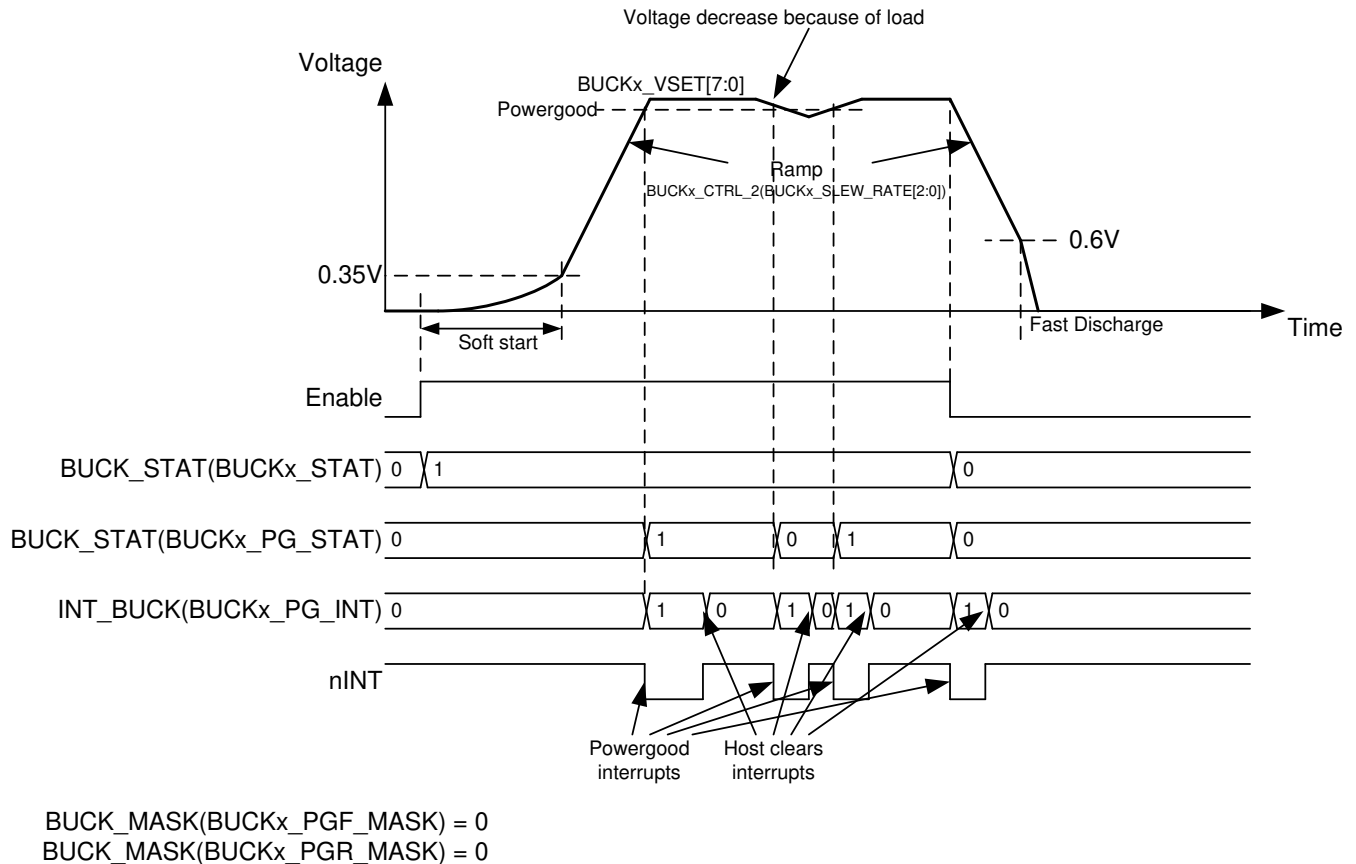 Voltage decrease because of load
Voltage
BUCKx_VSET[7:0]
Powergood
Ramp
BUCKx_CTRL_2(BUCKx_SLEW_RATE[2:0])
0.6V
0.35V
Soft start
Fast Discharge
Time
Enable
BUCK_STAT(BUCKx_STAT) 0 1 0
BUCK_STAT(BUCKx_PG_STAT) 0 1 0 1 0
INT_BUCK(BUCKx_PG_INT) 0 1 0 1 0 1 0 1 0
nINT
Powergood
interrupts
Host clears
interrupts
BUCK_MASK(BUCKx_PGF_MASK) = 0
BUCK_MASK(BUCKx_PGR_MASK) = 0